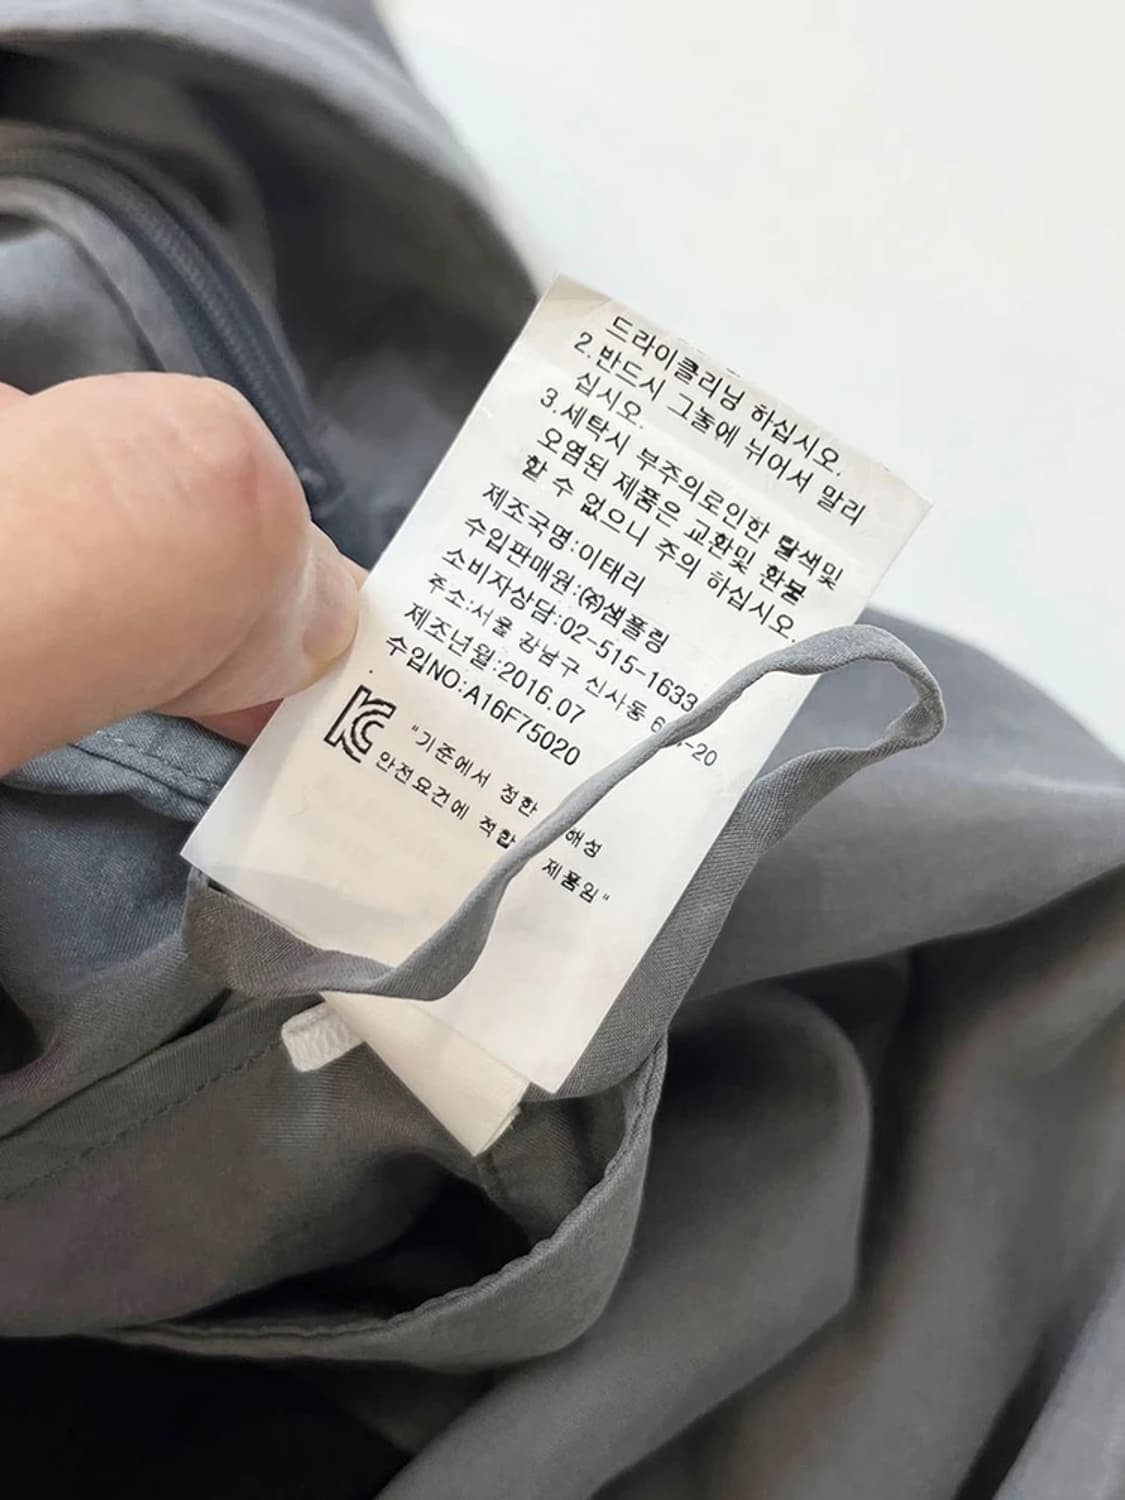 드라이클리닝 하십시오.
2.반드시 그늘에 뉘어서 말리
십시오.
3.세탁시 부주의로인한 탈색및
오염된 제품은 교환및 환불
할 수 없으니 주의 하십시오.
제조국명:이태리
수입판매원:㈜샘플링
소비자상담:02-515-1633
주소:서울 강남구 신사동 6 -20
제조년월:2016.07
수입NO:A16F75020
"기준에서 정한 해성
안전요건에 적합 제품임"